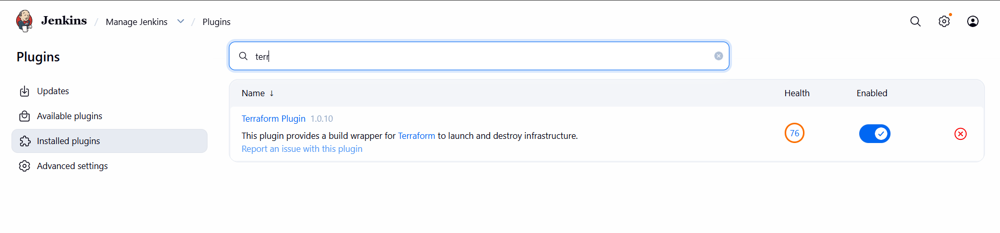 Jenkins / Manage Jenkins / Plugins
Plugins
terr
Updates
Available plugins
Installed plugins
Advanced settings
Name ↓ Health Enabled
Terraform Plugin 1.0.10
This plugin provides a build wrapper for Terraform to launch and destroy infrastructure.
Report an issue with this plugin
76